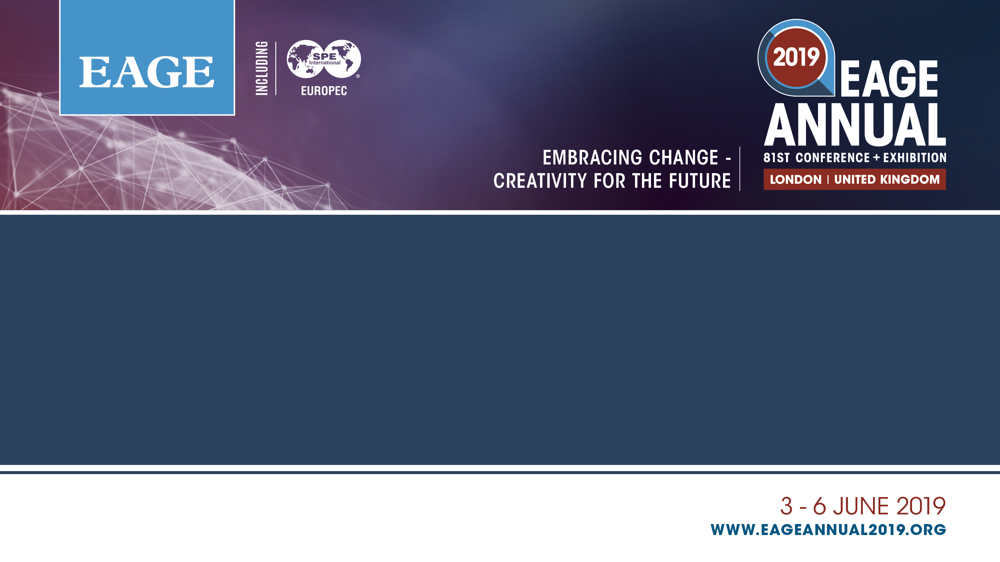 EAGE
INCLUDING
SPE
International
®
EUROPEC
EMBRACING CHANGE -
CREATIVITY FOR THE FUTURE
2019
EAGE
ANNUAL
81ST CONFERENCE + EXHIBITION
LONDON | UNITED KINGDOM
3 - 6 JUNE 2019
WWW.EAGEANNUAL2019.ORG